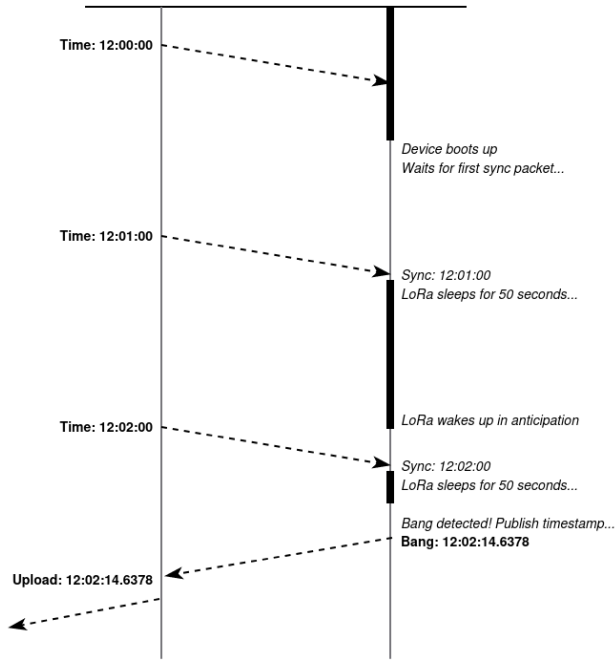 Time: 12:00:00
Device boots up
Waits for first sync packet...
Time: 12:01:00
Sync: 12:01:00
LoRa sleeps for 50 seconds...
LoRa wakes up in anticipation
Time: 12:02:00
Sync: 12:02:00
LoRa sleeps for 50 seconds...
Bang detected! Publish timestamp...
Bang: 12:02:14.6378
Upload: 12:02:14.6378